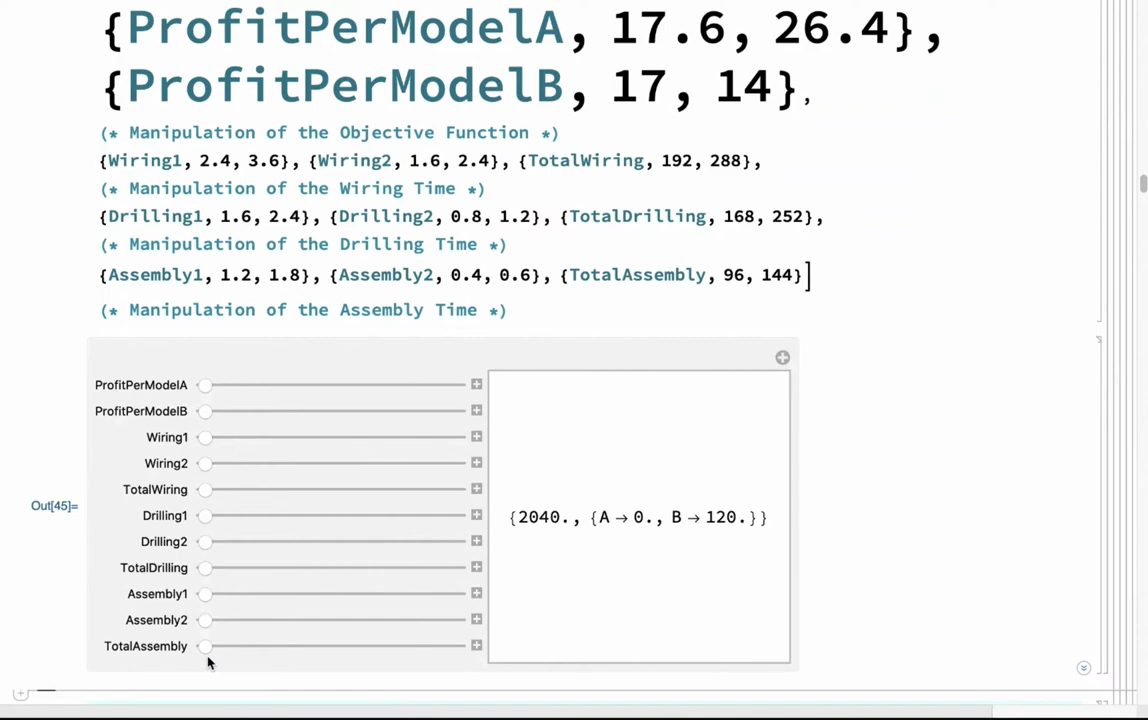 {ProfitPerModelA, 17.6, 26.4},
{ProfitPerModelB, 17, 14},
(* Manipulation of the Objective Function *)
{Wiring1, 2.4, 3.6}, {Wiring2, 1.6, 2.4}, {TotalWiring, 192, 288},
(* Manipulation of the Wiring Time *)
{Drilling1, 1.6, 2.4}, {Drilling2, 0.8, 1.2}, {TotalDrilling, 168, 252},
(* Manipulation of the Drilling Time *)
{Assembly1, 1.2, 1.8}, {Assembly2, 0.4, 0.6}, {TotalAssembly, 96, 144}]
(* Manipulation of the Assembly Time *)
ProfitPerModelA
ProfitPerModelB
Wiring1
Wiring2
TotalWiring
Drilling1
Drilling2
TotalDrilling
Assembly1
Assembly2
TotalAssembly
Out[45]=
{2040., {A → 0., B → 120.}}